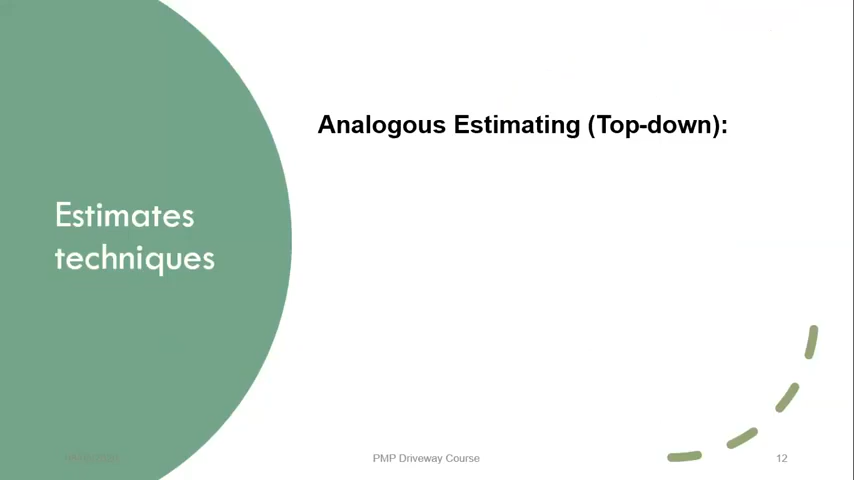 Analogous Estimating (Top-down):
Estimates
techniques
PMP Driveway Course
12